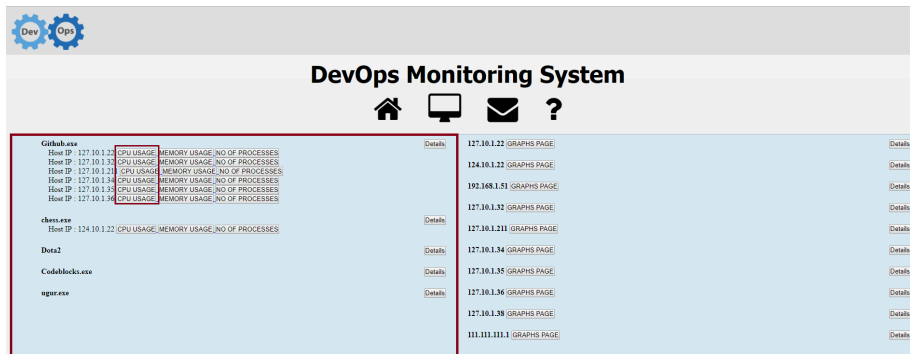 Dev Ops
DevOps Monitoring System
?
Github.exe Details
Host IP : 127.10.1.22 CPU USAGE MEMORY USAGE NO OF PROCESSES
Host IP : 127.10.1.32 CPU USAGE MEMORY USAGE NO OF PROCESSES
Host IP : 127.10.1.211 CPU USAGE MEMORY USAGE NO OF PROCESSES
Host IP : 127.10.1.34 CPU USAGE MEMORY USAGE NO OF PROCESSES
Host IP : 127.10.1.35 CPU USAGE MEMORY USAGE NO OF PROCESSES
Host IP : 127.10.1.36 CPU USAGE MEMORY USAGE NO OF PROCESSES
chess.exe Details
Host IP : 124.10.1.22 CPU USAGE MEMORY USAGE NO OF PROCESSES
Dota2 Details
Codeblocks.exe Details
ugur.exe Details
127.10.1.22 GRAPHS PAGE Details
124.10.1.22 GRAPHS PAGE Details
192.168.1.51 GRAPHS PAGE Details
127.10.1.32 GRAPHS PAGE Details
127.10.1.211 GRAPHS PAGE Details
127.10.1.34 GRAPHS PAGE Details
127.10.1.35 GRAPHS PAGE Details
127.10.1.36 GRAPHS PAGE Details
127.10.1.38 GRAPHS PAGE Details
111.111.111.1 GRAPHS PAGE Details